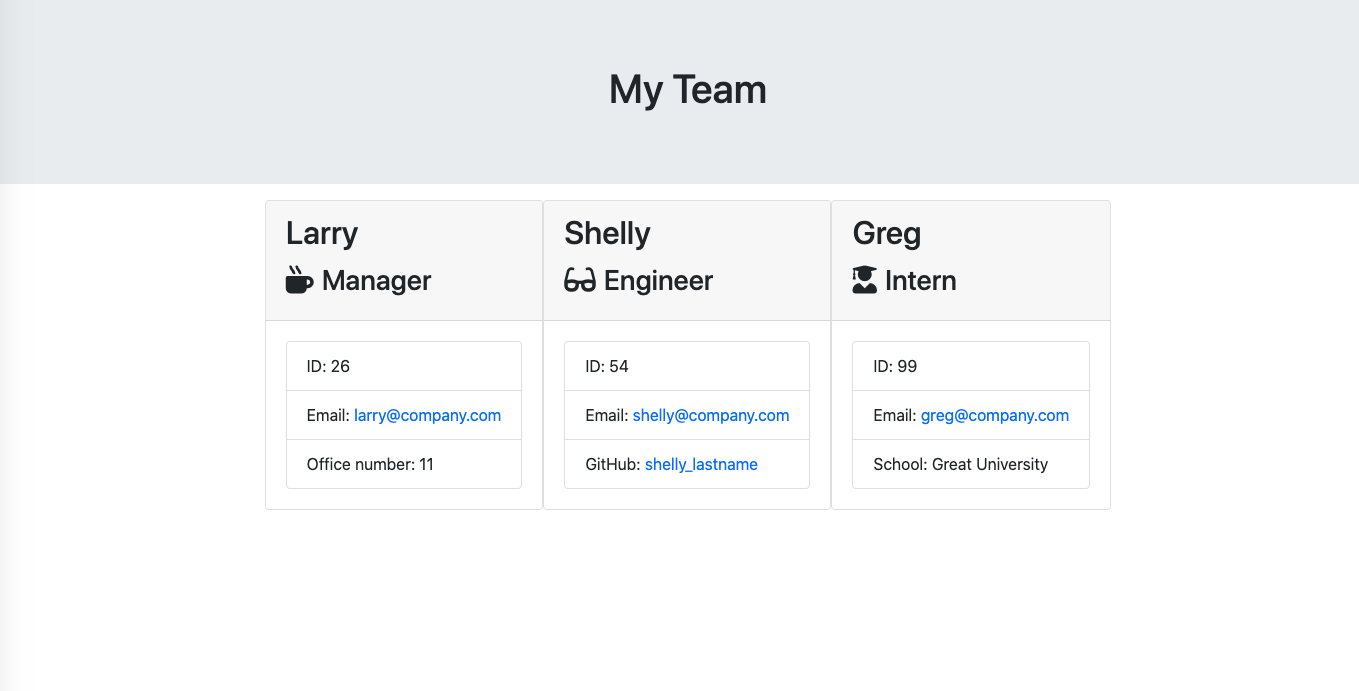 My Team
Larry
Manager
ID: 26
Email: larry@company.com
Office number: 11
Shelly
Engineer
ID: 54
Email: shelly@company.com
GitHub: shelly_lastname
Greg
Intern
ID: 99
Email: greg@company.com
School: Great University